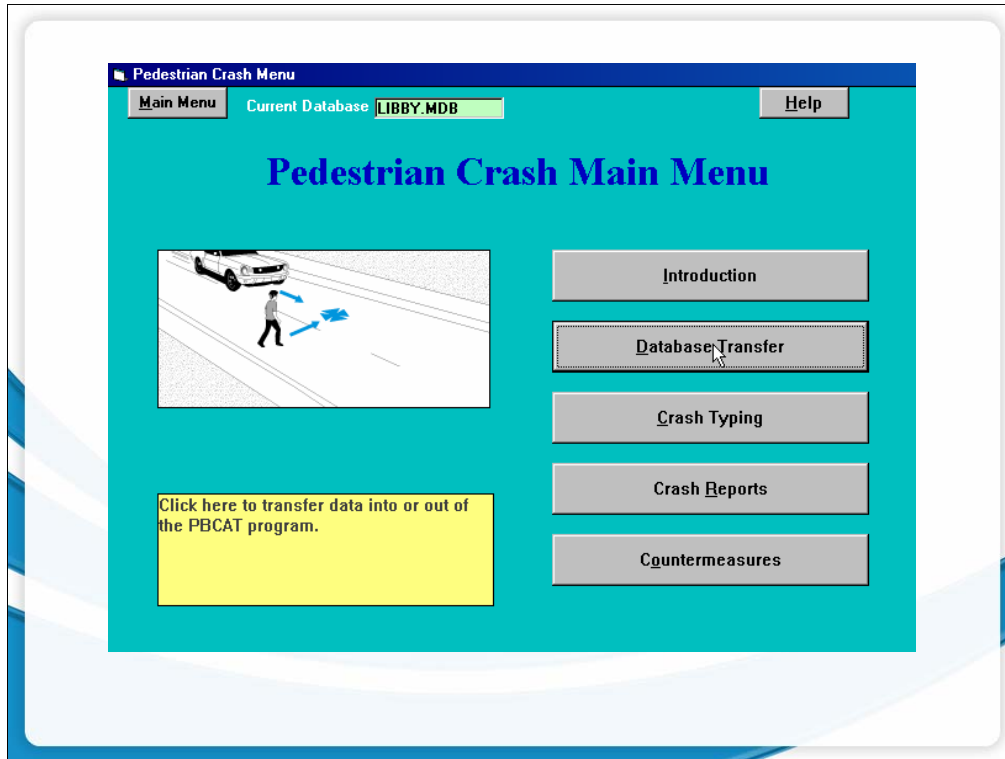 Pedestrian Crash Menu
Main Menu
Current Database
LIBBY.MDB
Help
Pedestrian Crash Main Menu
Introduction
Database Transfer
Crash Typing
Crash Reports
Countermeasures
Click here to transfer data into or out of
the PBCAT program.